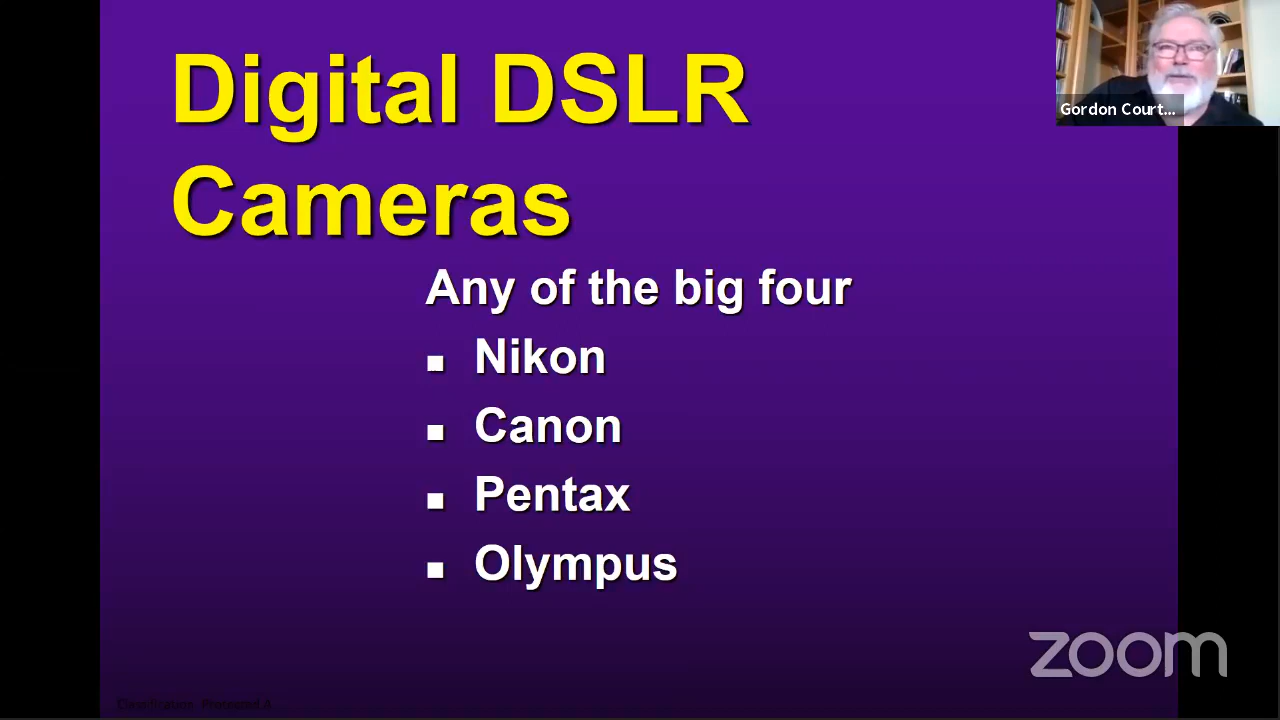 Digital DSLR
Cameras
Gordon Court...
Any of the big four
■ Nikon
■ Canon
■ Pentax
■ Olympus
zoom